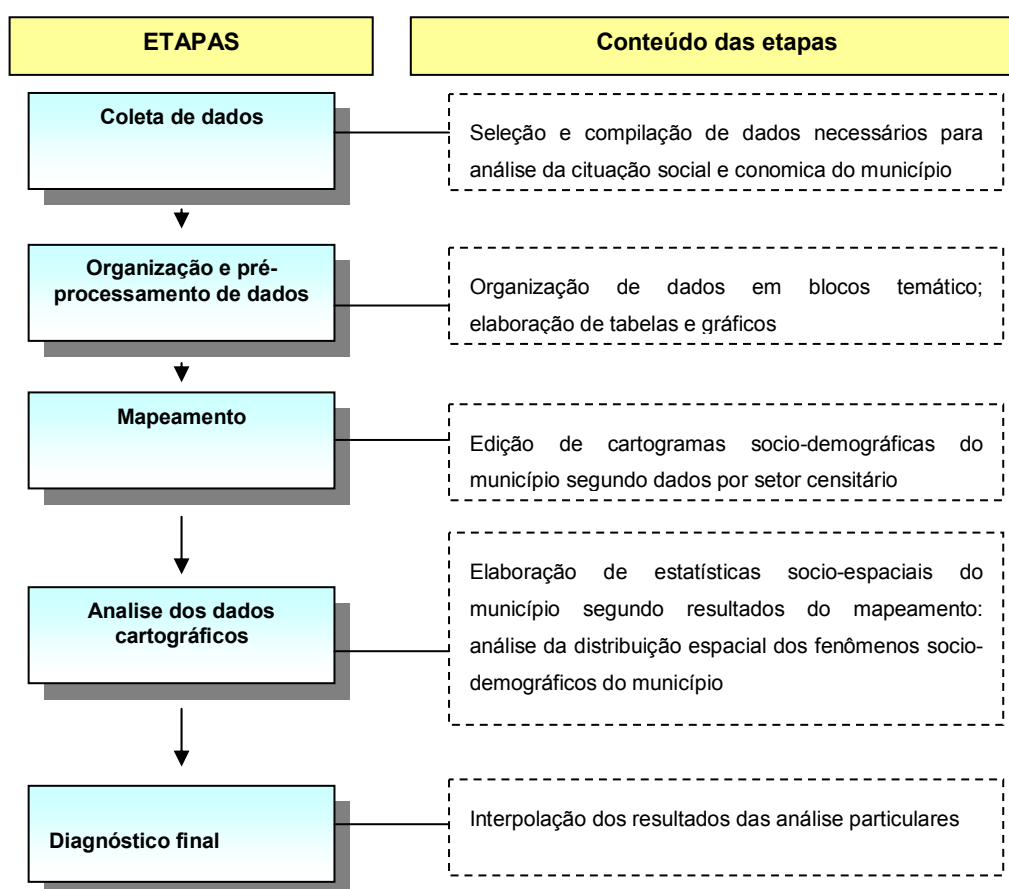 ETAPAS
Conteúdo das etapas
Coleta de dados
Seleção e compilação de dados necessários para
análise da cituação social e conomica do município
Organização e pré-
processamento de dados
Organização de dados em blocos temático;
elaboração de tabelas e gráficos
Mapeamento
Edição de cartogramas socio-demográficas do
município segundo dados por setor censitário
Analise dos dados
cartográficos
Elaboração de estatísticas socio-espaciais do
município segundo resultados do mapeamento:
análise da distribuição espacial dos fenômenos socio-
demográficos do município
Diagnóstico final
Interpolação dos resultados das análise particulares